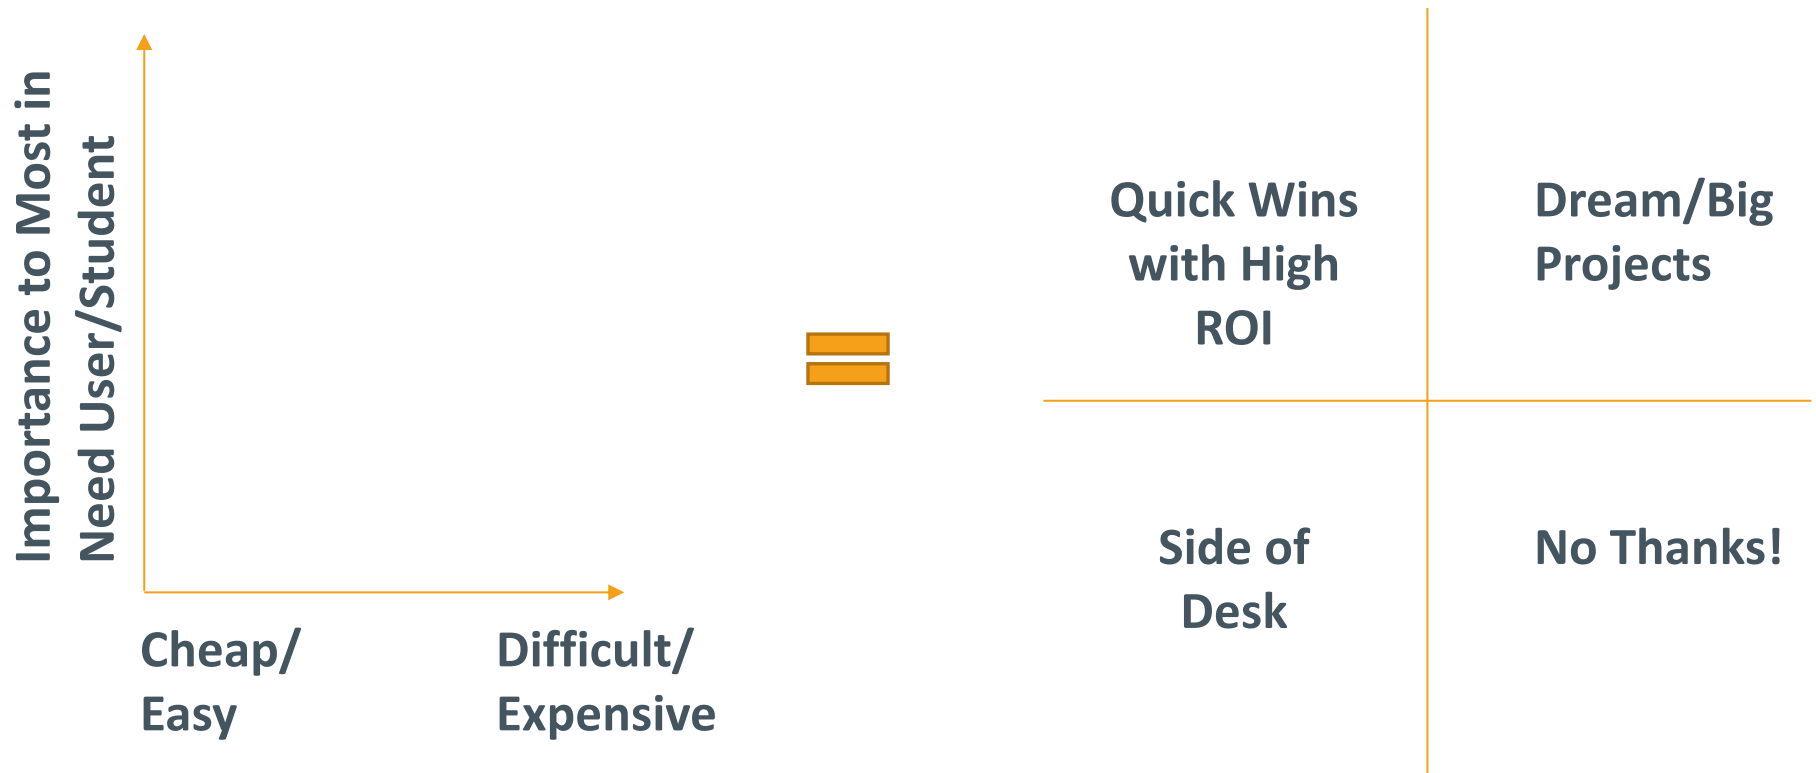 Importance to Most in
Need User/Student
Cheap/
Easy
Difficult/
Expensive
Quick Wins
with High
ROI
Dream/Big
Projects
Side of
Desk
No Thanks!